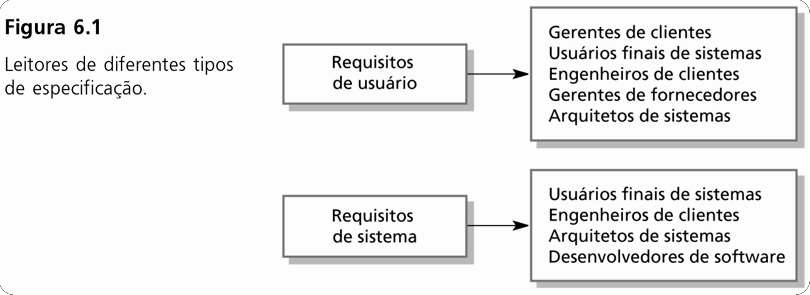 Figura 6.1
Leitores de diferentes tipos
de especificação.
Requisitos
de usuário
Gerentes de clientes
Usuários finais de sistemas
Engenheiros de clientes
Gerentes de fornecedores
Arquitetos de sistemas
Requisitos
de sistema
Usuários finais de sistemas
Engenheiros de clientes
Arquitetos de sistemas
Desenvolvedores de software